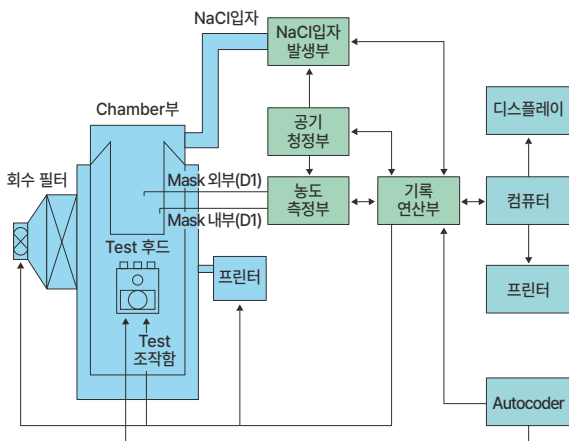 NaCl입자
NaCl입자
발생부
Chamber부
공기
청정부
디스플레이
회수 필터
Mask 외부(D1)
농도
측정부
기록
연산부
컴퓨터
Mask 내부(D1)
Test 후드
프린터
프린터
Test
조작함
Autocoder